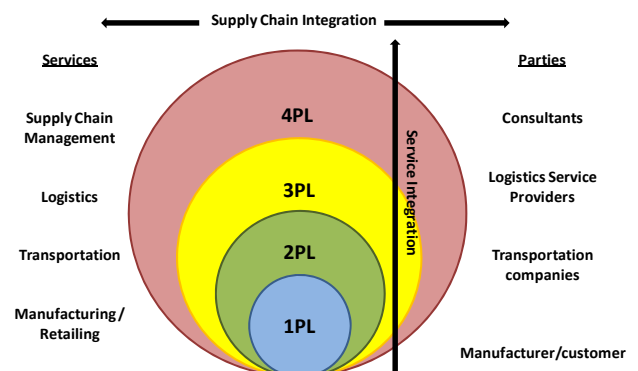 Supply Chain Integration
Services
Parties
Supply Chain
Management
4PL
Consultants
Service Integration
Logistics
3PL
Logistics Service
Providers
Transportation
2PL
Transportation
companies
Manufacturing /
Retailing
1PL
Manufacturer/customer